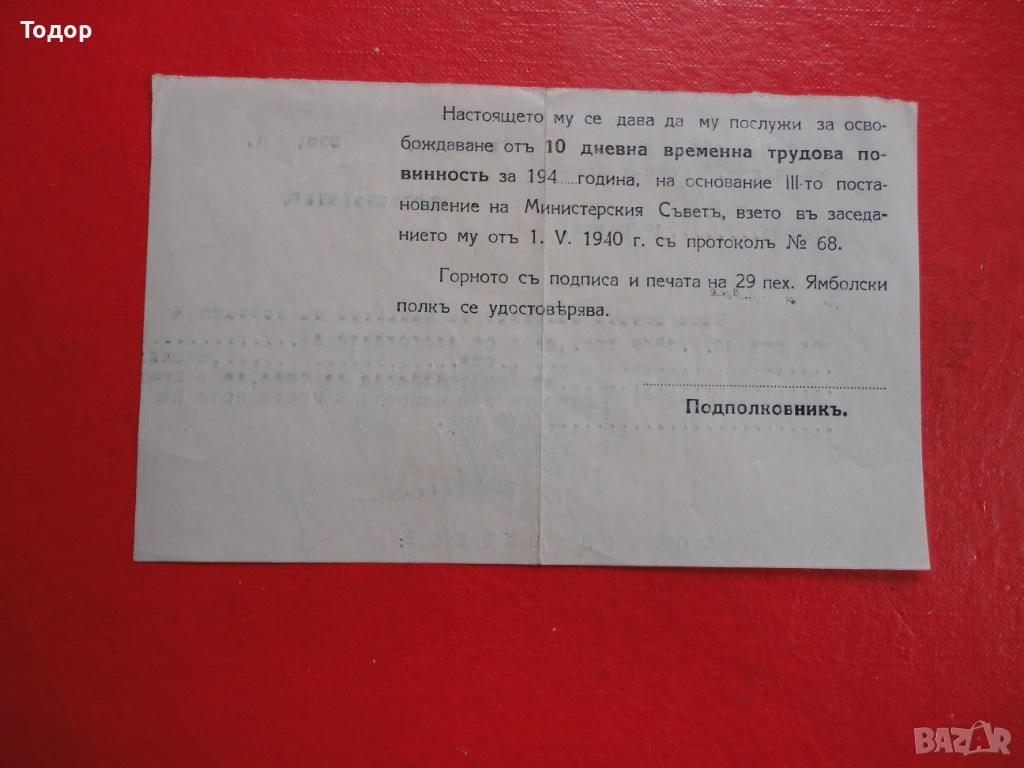 Todor
Настоящето му се дава да му послужи за осво-
бождаване отъ 10 дневна временна трудова по-
винность за 194.....година, на основание III-то поста-
новление на Министерския Съветъ, взето въ заседа-
нието му отъ 1. V. 1940 г. съ протоколъ № 68.
Горното съ подписа и печата на 29 пех. Ямболски
полкъ се удостовѣрява.
Подполковникъ.
BAZAR